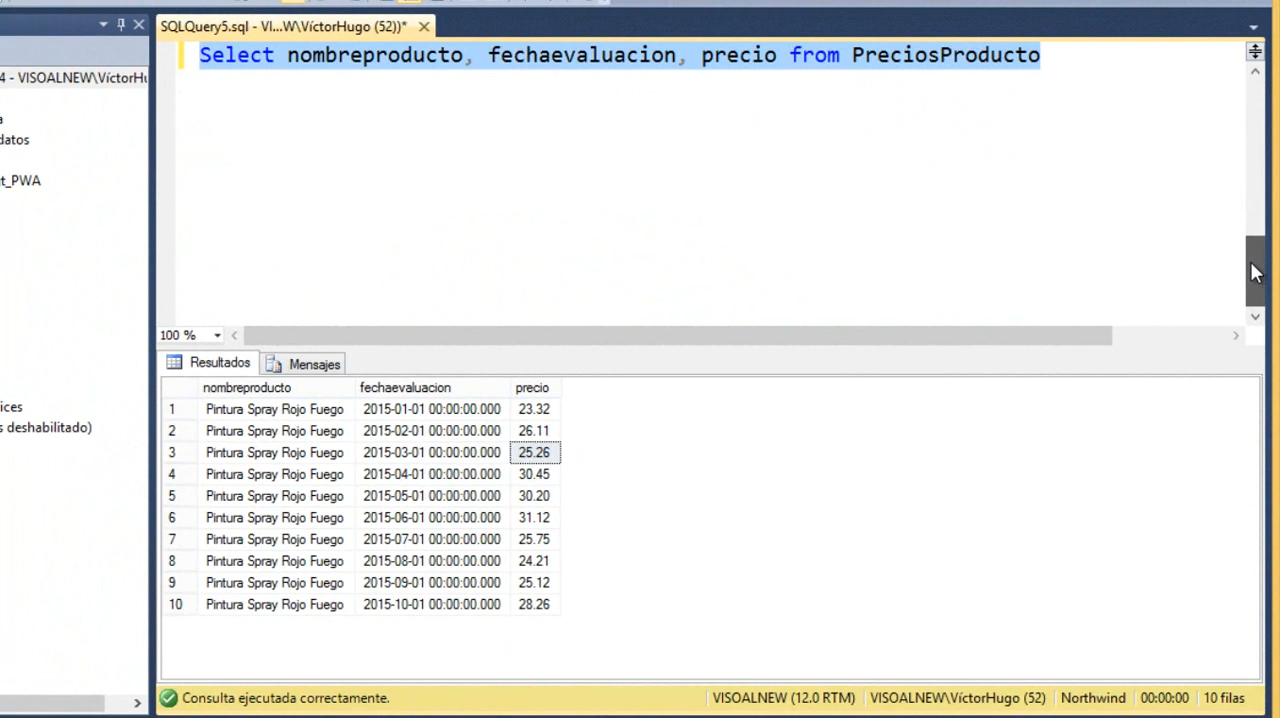 SQLQuery5.sql - VI...W\VíctorHugo (52))*
Select nombreproducto, fechaevaluacion, precio from PreciosProducto
4 - VISOALNEW\VíctorHu
a
datos
t_PWA
ices
s deshabilitado)
100 %
Resultados Mensajes
nombreproducto fechaevaluacion precio
1 Pintura Spray Rojo Fuego 2015-01-01 00:00:00.000 23.32
2 Pintura Spray Rojo Fuego 2015-02-01 00:00:00.000 26.11
3 Pintura Spray Rojo Fuego 2015-03-01 00:00:00.000 25.26
4 Pintura Spray Rojo Fuego 2015-04-01 00:00:00.000 30.45
5 Pintura Spray Rojo Fuego 2015-05-01 00:00:00.000 30.20
6 Pintura Spray Rojo Fuego 2015-06-01 00:00:00.000 31.12
7 Pintura Spray Rojo Fuego 2015-07-01 00:00:00.000 25.75
8 Pintura Spray Rojo Fuego 2015-08-01 00:00:00.000 24.21
9 Pintura Spray Rojo Fuego 2015-09-01 00:00:00.000 25.12
10 Pintura Spray Rojo Fuego 2015-10-01 00:00:00.000 28.26
Consulta ejecutada correctamente. VISOALNEW (12.0 RTM) VISOALNEW\VíctorHugo (52) Northwind 00:00:00 10 filas